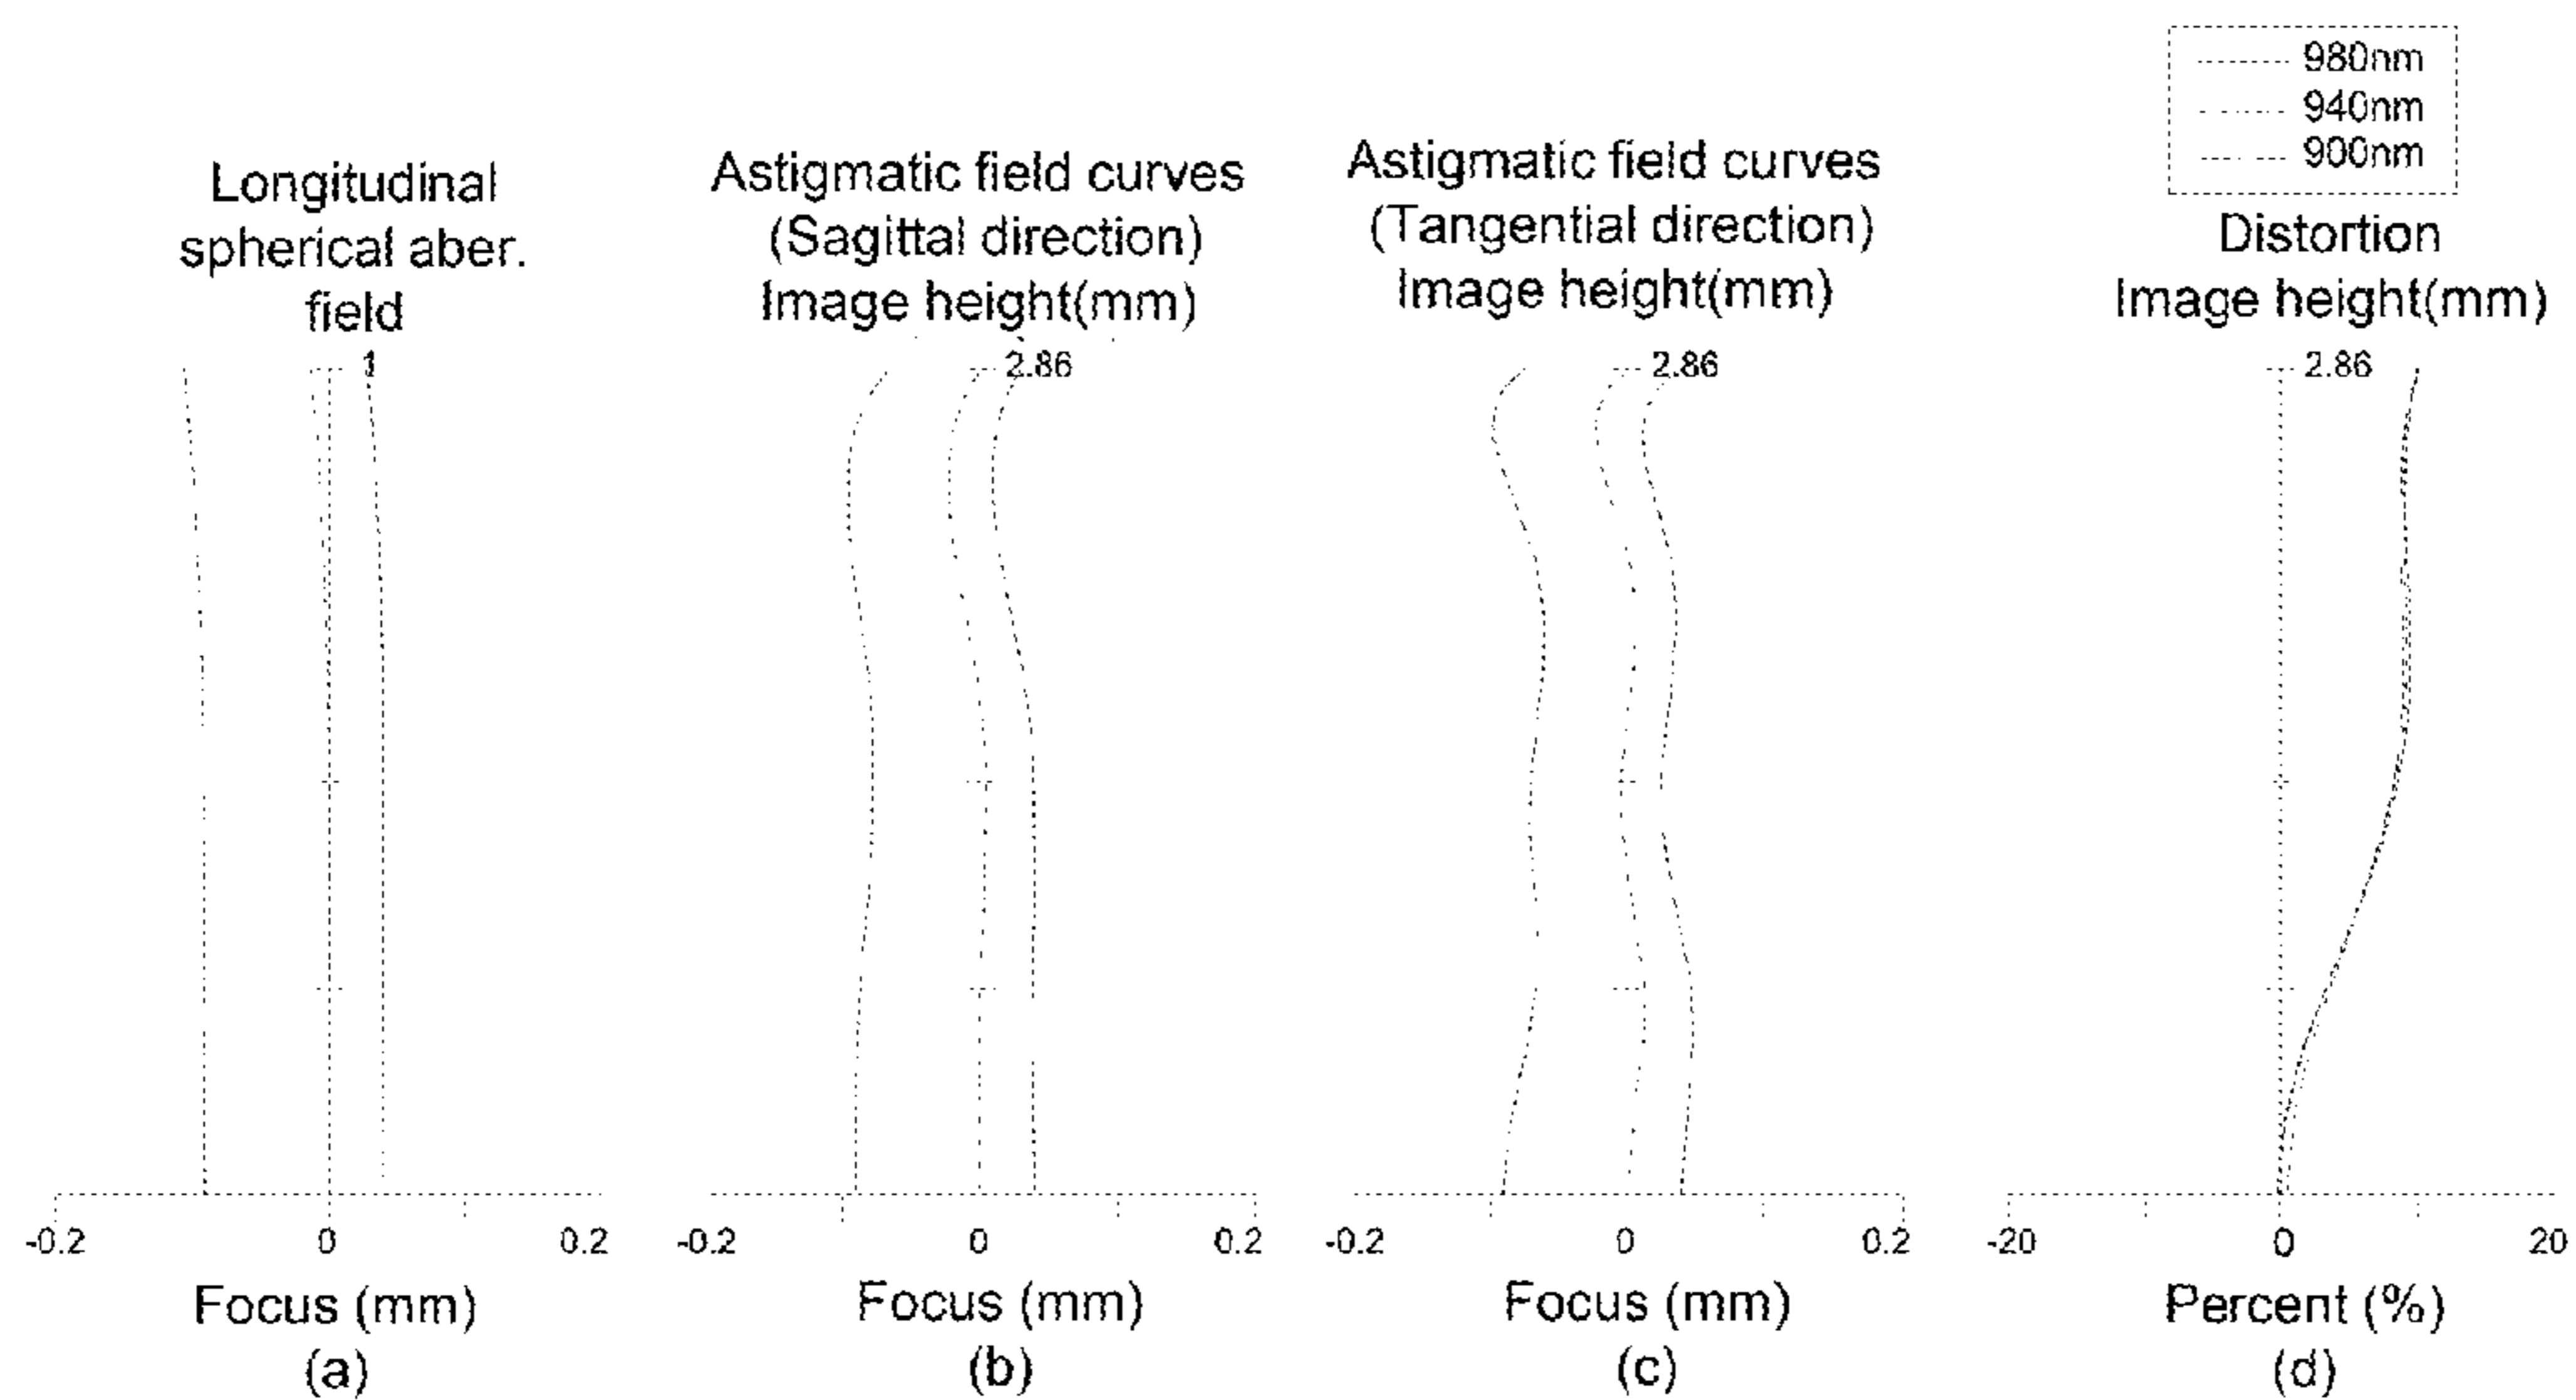 Longitudinal
spherical aber.
field
1
-0.2 0 0.2
Focus (mm)
(a)
Astigmatic field curves
(Sagittal direction)
Image height(mm)
2.86
-0.2 0 0.2
Focus (mm)
(b)
Astigmatic field curves
(Tangential direction)
Image height(mm)
2.86
-0.2 0 0.2
Focus (mm)
(c)
980nm
940nm
900nm
Distortion
Image height(mm)
2.86
-20 0 20
Percent (%)
(d)